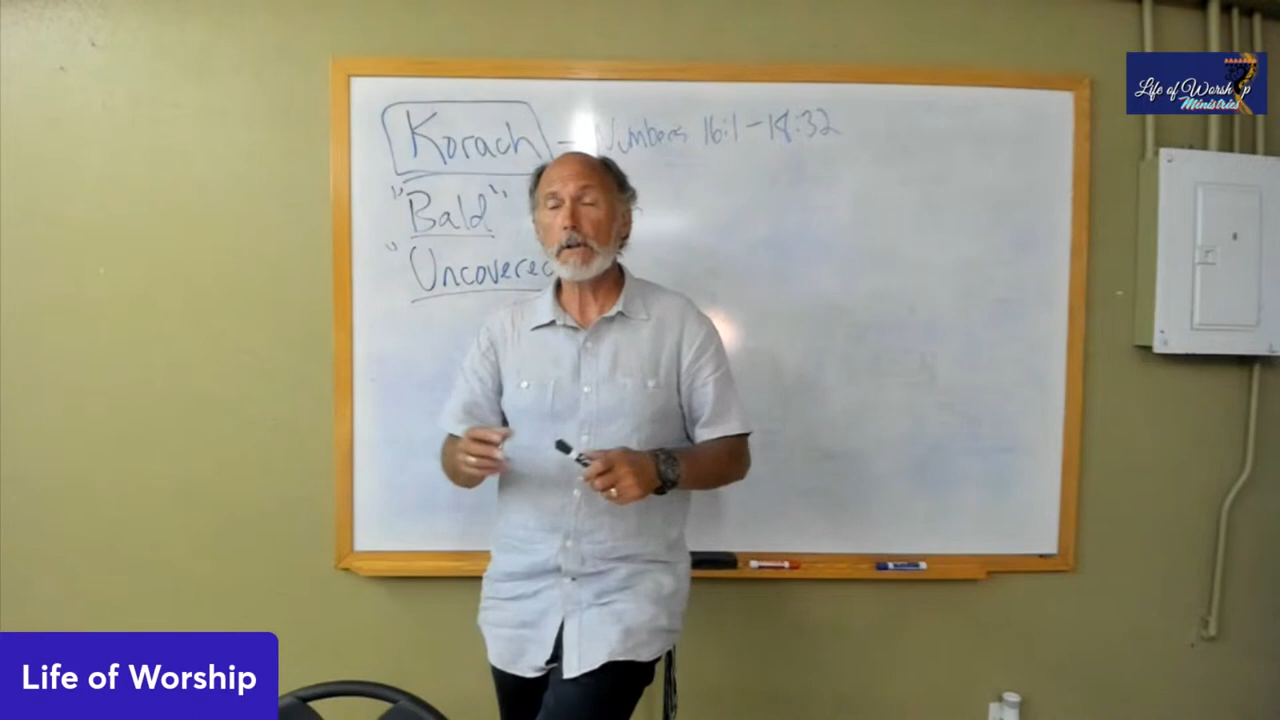 Korach - Numbers 16:1-18:32
"Bald"
"Uncovered
Life of Worship
Ministries
Life of Worship